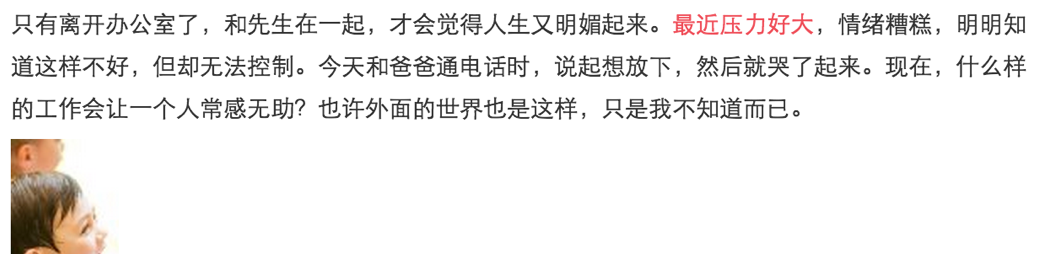 只有离开办公室了，和先生在一起，才会觉得人生又明媚起来。最近压力好大，情绪糟糕，明明知
道这样不好，但却无法控制。今天和爸爸通电话时，说起想放下，然后就哭了起来。现在，什么样
的工作会让一个人常感无助？也许外面的世界也是这样，只是我不知道而已。